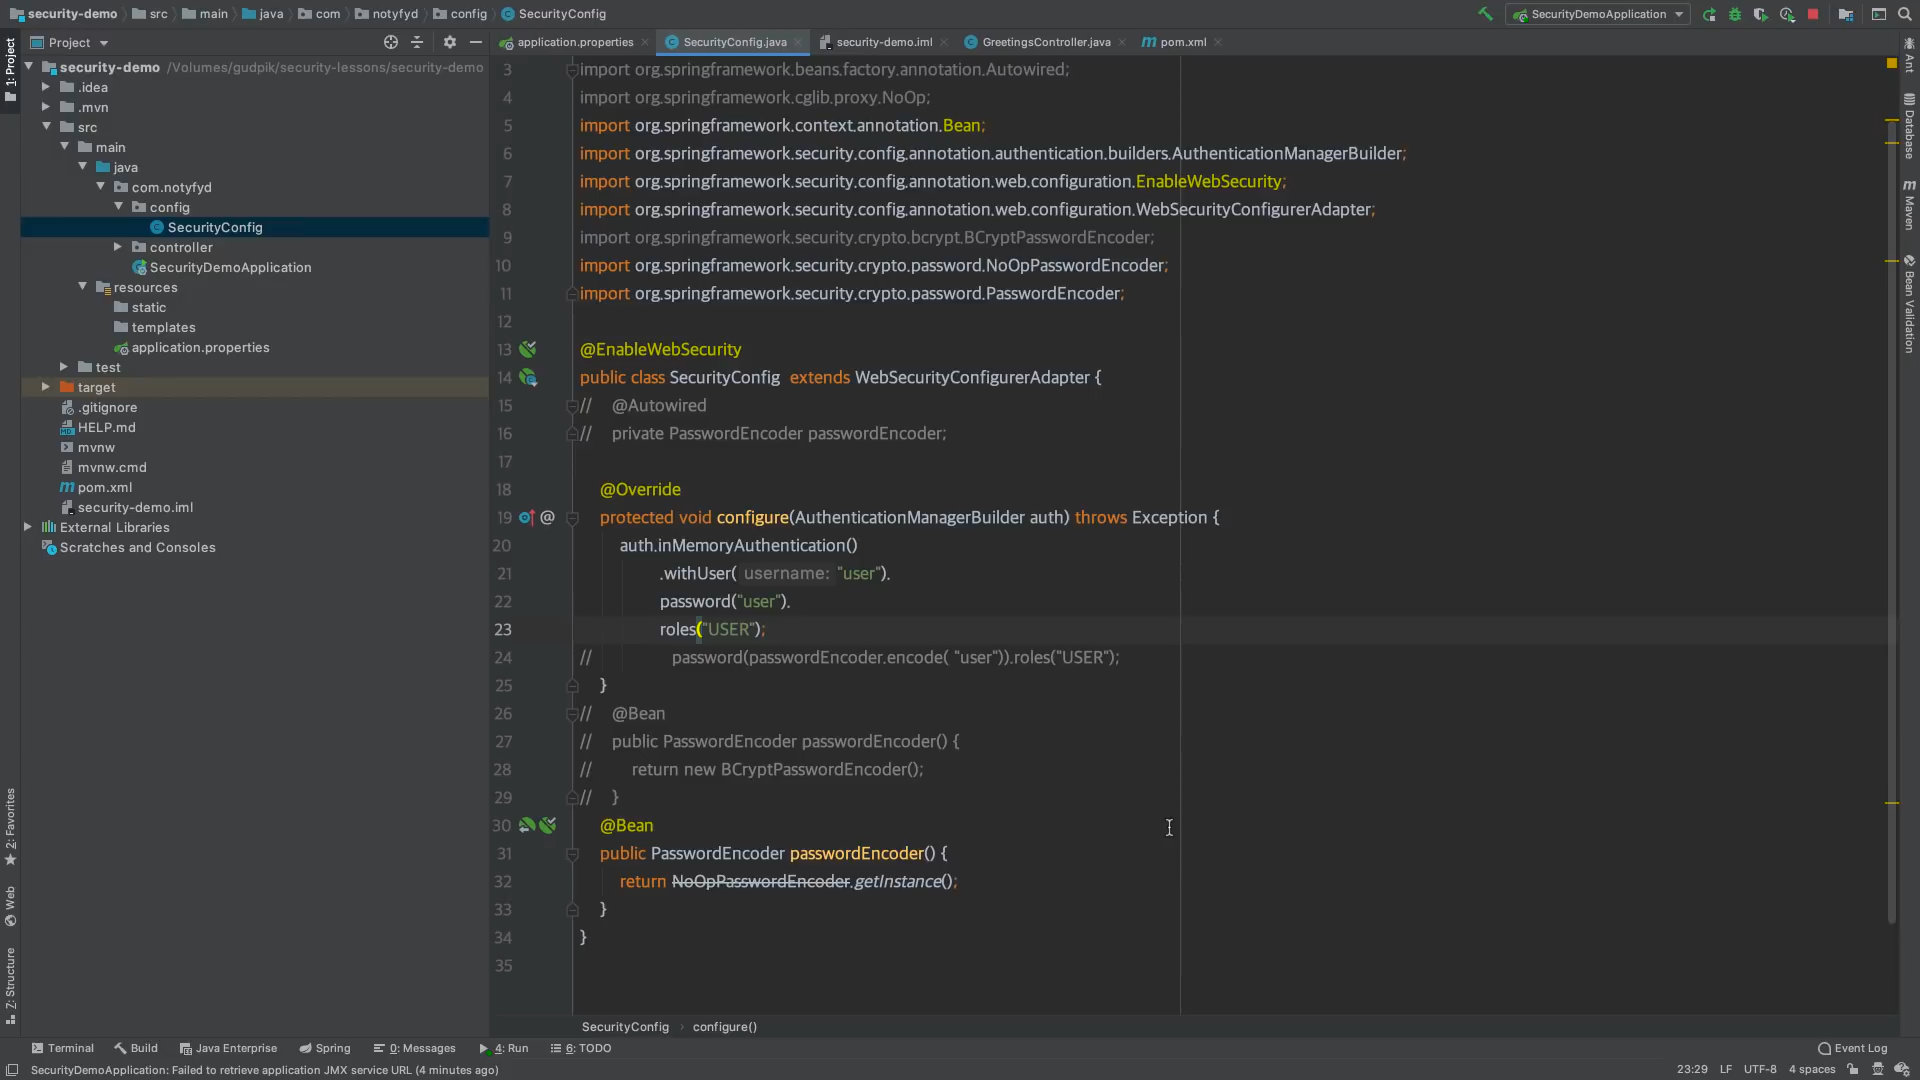 security-demo src main java com notyfyd config SecurityConfig SecurityDemoApplication
Project application.properties SecurityConfig.java security-demo.iml GreetingsController.java pom.xml
1: Project
security-demo /Volumes/gudpik/security-lessons/security-demo
.idea
.mvn
src
main
java
com.notyfyd
config
SecurityConfig
controller
SecurityDemoApplication
resources
static
templates
application.properties
test
target
.gitignore
HELP.md
mvnw
mvnw.cmd
pom.xml
security-demo.iml
External Libraries
Scratches and Consoles
2: Favorites
Web
7: Structure
3 import org.springframework.beans.factory.annotation.Autowired;
4 import org.springframework.cglib.proxy.NoOp;
5 import org.springframework.context.annotation.Bean;
6 import org.springframework.security.config.annotation.authentication.builders.AuthenticationManagerBuilder;
7 import org.springframework.security.config.annotation.web.configuration.EnableWebSecurity;
8 import org.springframework.security.config.annotation.web.configuration.WebSecurityConfigurerAdapter;
9 import org.springframework.security.crypto.bcrypt.BCryptPasswordEncoder;
10 import org.springframework.security.crypto.password.NoOpPasswordEncoder;
11 import org.springframework.security.crypto.password.PasswordEncoder;
12
13 @EnableWebSecurity
14 public class SecurityConfig extends WebSecurityConfigurerAdapter {
15 // @Autowired
16 // private PasswordEncoder passwordEncoder;
17
18 @Override
19 @ protected void configure(AuthenticationManagerBuilder auth) throws Exception {
20 auth.inMemoryAuthentication()
21 .withUser( username: "user").
22 password("user").
23 roles("USER");
24 // password(passwordEncoder.encode( "user")).roles("USER");
25 }
26 // @Bean
27 // public PasswordEncoder passwordEncoder() {
28 // return new BCryptPasswordEncoder();
29 // }
30 @Bean
31 public PasswordEncoder passwordEncoder() {
32 return NoOpPasswordEncoder.getInstance();
33 }
34 }
35
SecurityConfig › configure()
Ant
Database
Maven
Bean Validation
Terminal Build Java Enterprise Spring 0: Messages 4: Run 6: TODO Event Log
SecurityDemoApplication: Failed to retrieve application JMX service URL (4 minutes ago) 23:29 LF UTF-8 4 spaces